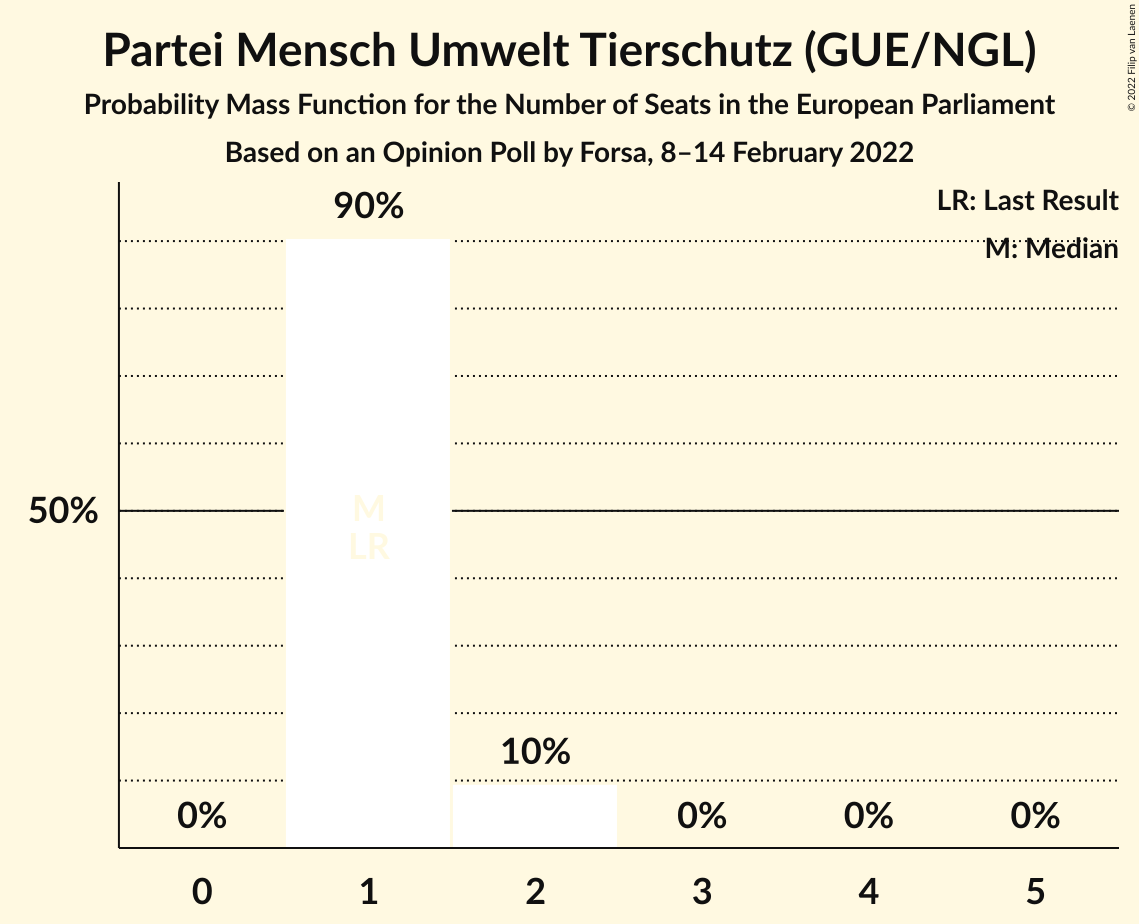 Partei Mensch Umwelt Tierschutz (GUE/NGL)
Probability Mass Function for the Number of Seats in the European Parliament
Based on an Opinion Poll by Forsa, 8–14 February 2022
© 2022 Filip van Laenen
LR: Last Result
M: Median
90%
50%
M
LR
10%
0%
0%
0%
0%
0 1 2 3 4 5